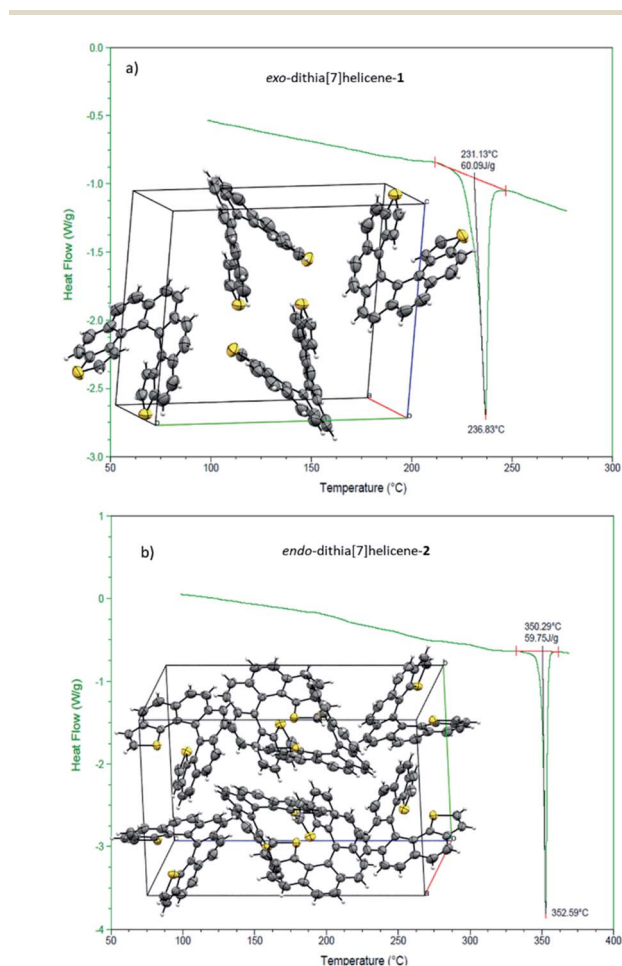 a)
exo-dithia[7]helicene-1
0.0
-0.5
-1.0
-1.5
-2.0
-2.5
-3.0
Heat Flow (W/g)
231.13°C
60.09J/g
236.83°C
50
100
150
200
250
300
Temperature (°C)
b)
endo-dithia[7]helicene-2
1
0
-1
-2
-3
-4
Heat Flow (W/g)
350.29°C
59.75J/g
352.59°C
50
100
150
200
250
300
350
400
Temperature (°C)